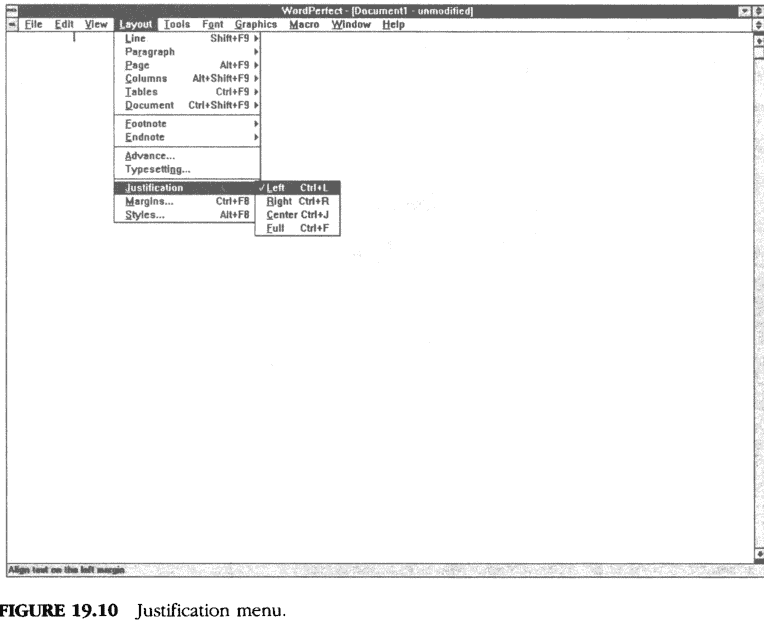 WordPerfect - [Document1 - unmodified]
File Edit View Layout Tools Font Graphics Macro Window Help
Line Shift+F9
Paragraph
Page Alt+F9
Columns Alt+Shift+F9
Tables Ctrl+F9
Document Ctrl+Shift+F9
Footnote
Endnote
Advance...
Typesetting...
Justification ✓ Left Ctrl+L
Margins... Ctrl+F8 Right Ctrl+R
Styles... Alt+F8 Center Ctrl+J
Full Ctrl+F
Align text on the left margin
FIGURE 19.10 Justification menu.